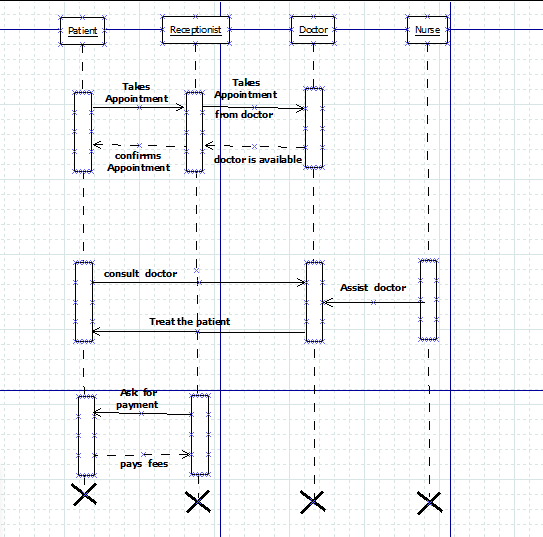 Patient
Receptionist
Doctor
Nurse
Takes
Appointment
Takes
Appointment
from doctor
confirms
Appointment
doctor is available
consult doctor
Assist doctor
Treat the patient
Ask for
payment
pays fees